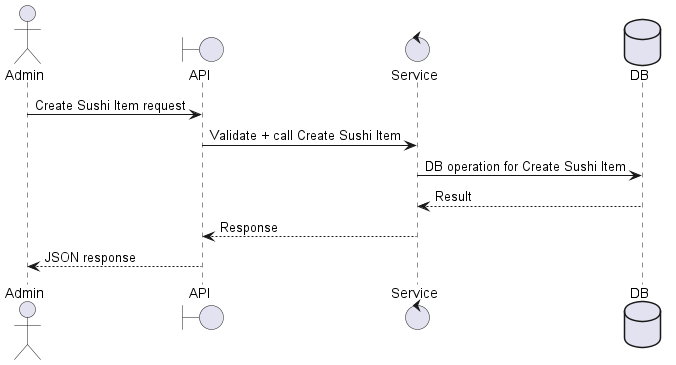 Admin
API
Service
DB
Create Sushi Item request
Validate + call Create Sushi Item
DB operation for Create Sushi Item
Result
Response
JSON response
Admin
API
Service
DB